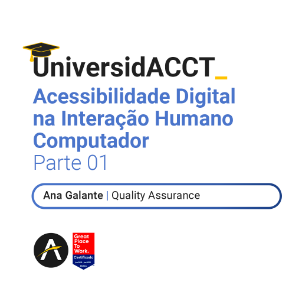 UniversidACCT_
Acessibilidade Digital
na Interação Humano
Computador
Parte 01
Ana Galante | Quality Assurance
Great
Place
To
Work.
Certificada